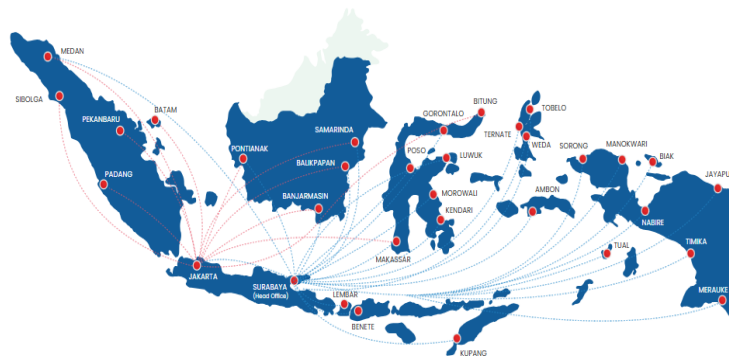 MEDAN
SIBOLGA
PEKANBARU
BATAM
PADANG
JAKARTA
PONTIANAK
SAMARINDA
BALIKPAPAN
BANJARMASIN
SURABAYA
(Head Office)
LEMBAR
BENETE
KUPANG
MAKASSAR
POSO
GORONTALO
BITUNG
LUWUK
MOROWALI
KENDARI
TERNATE
TOBELO
WEDA
AMBON
SORONG
MANOKWARI
BIAK
JAYAPU
NABIRE
TUAL
TIMIKA
MERAUKE